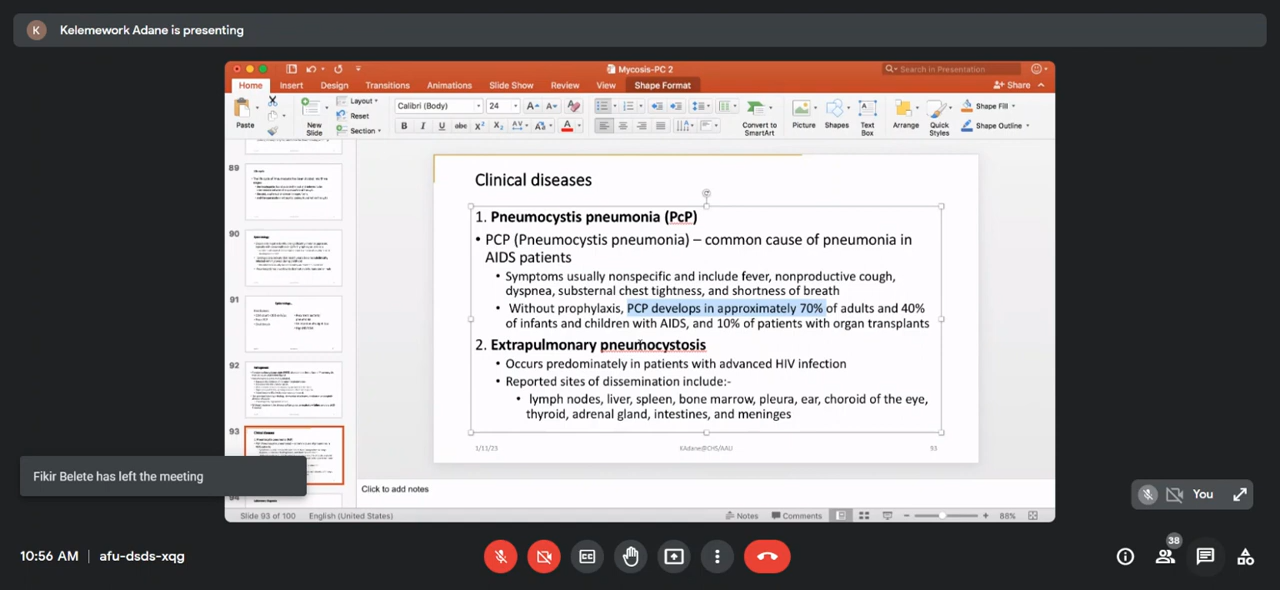 K Kelemework Adane is presenting
Mycosis-PC 2
Search in Presentation
Home Insert Design Transitions Animations Slide Show Review View Shape Format
Share
Paste
New Slide
Layout
Reset
Section
Calibri (Body) 24
Convert to SmartArt
Picture
Shapes
Text Box
Arrange
Quick Styles
Shape Fill
Shape Outline
89
90
91
92
93
94
Clinical diseases
1. Pneumocystis pneumonia (PcP)
• PCP (Pneumocystis pneumonia) – common cause of pneumonia in
AIDS patients
• Symptoms usually nonspecific and include fever, nonproductive cough,
dyspnea, substernal chest tightness, and shortness of breath
• Without prophylaxis, PCP develops in approximately 70% of adults and 40%
of infants and children with AIDS, and 10% of patients with organ transplants
2. Extrapulmonary pneumocystosis
• Occurs predominately in patients with advanced HIV infection
• Reported sites of dissemination include:
• lymph nodes, liver, spleen, bone marrow, pleura, ear, choroid of the eye,
thyroid, adrenal gland, intestines, and meninges
1/11/23 KAdane@CHS/AAU 93
Click to add notes
Slide 93 of 100 English (United States) Notes Comments 88%
Fikir Belete has left the meeting
You
10:56 AM | afu-dsds-xqg
CC
38